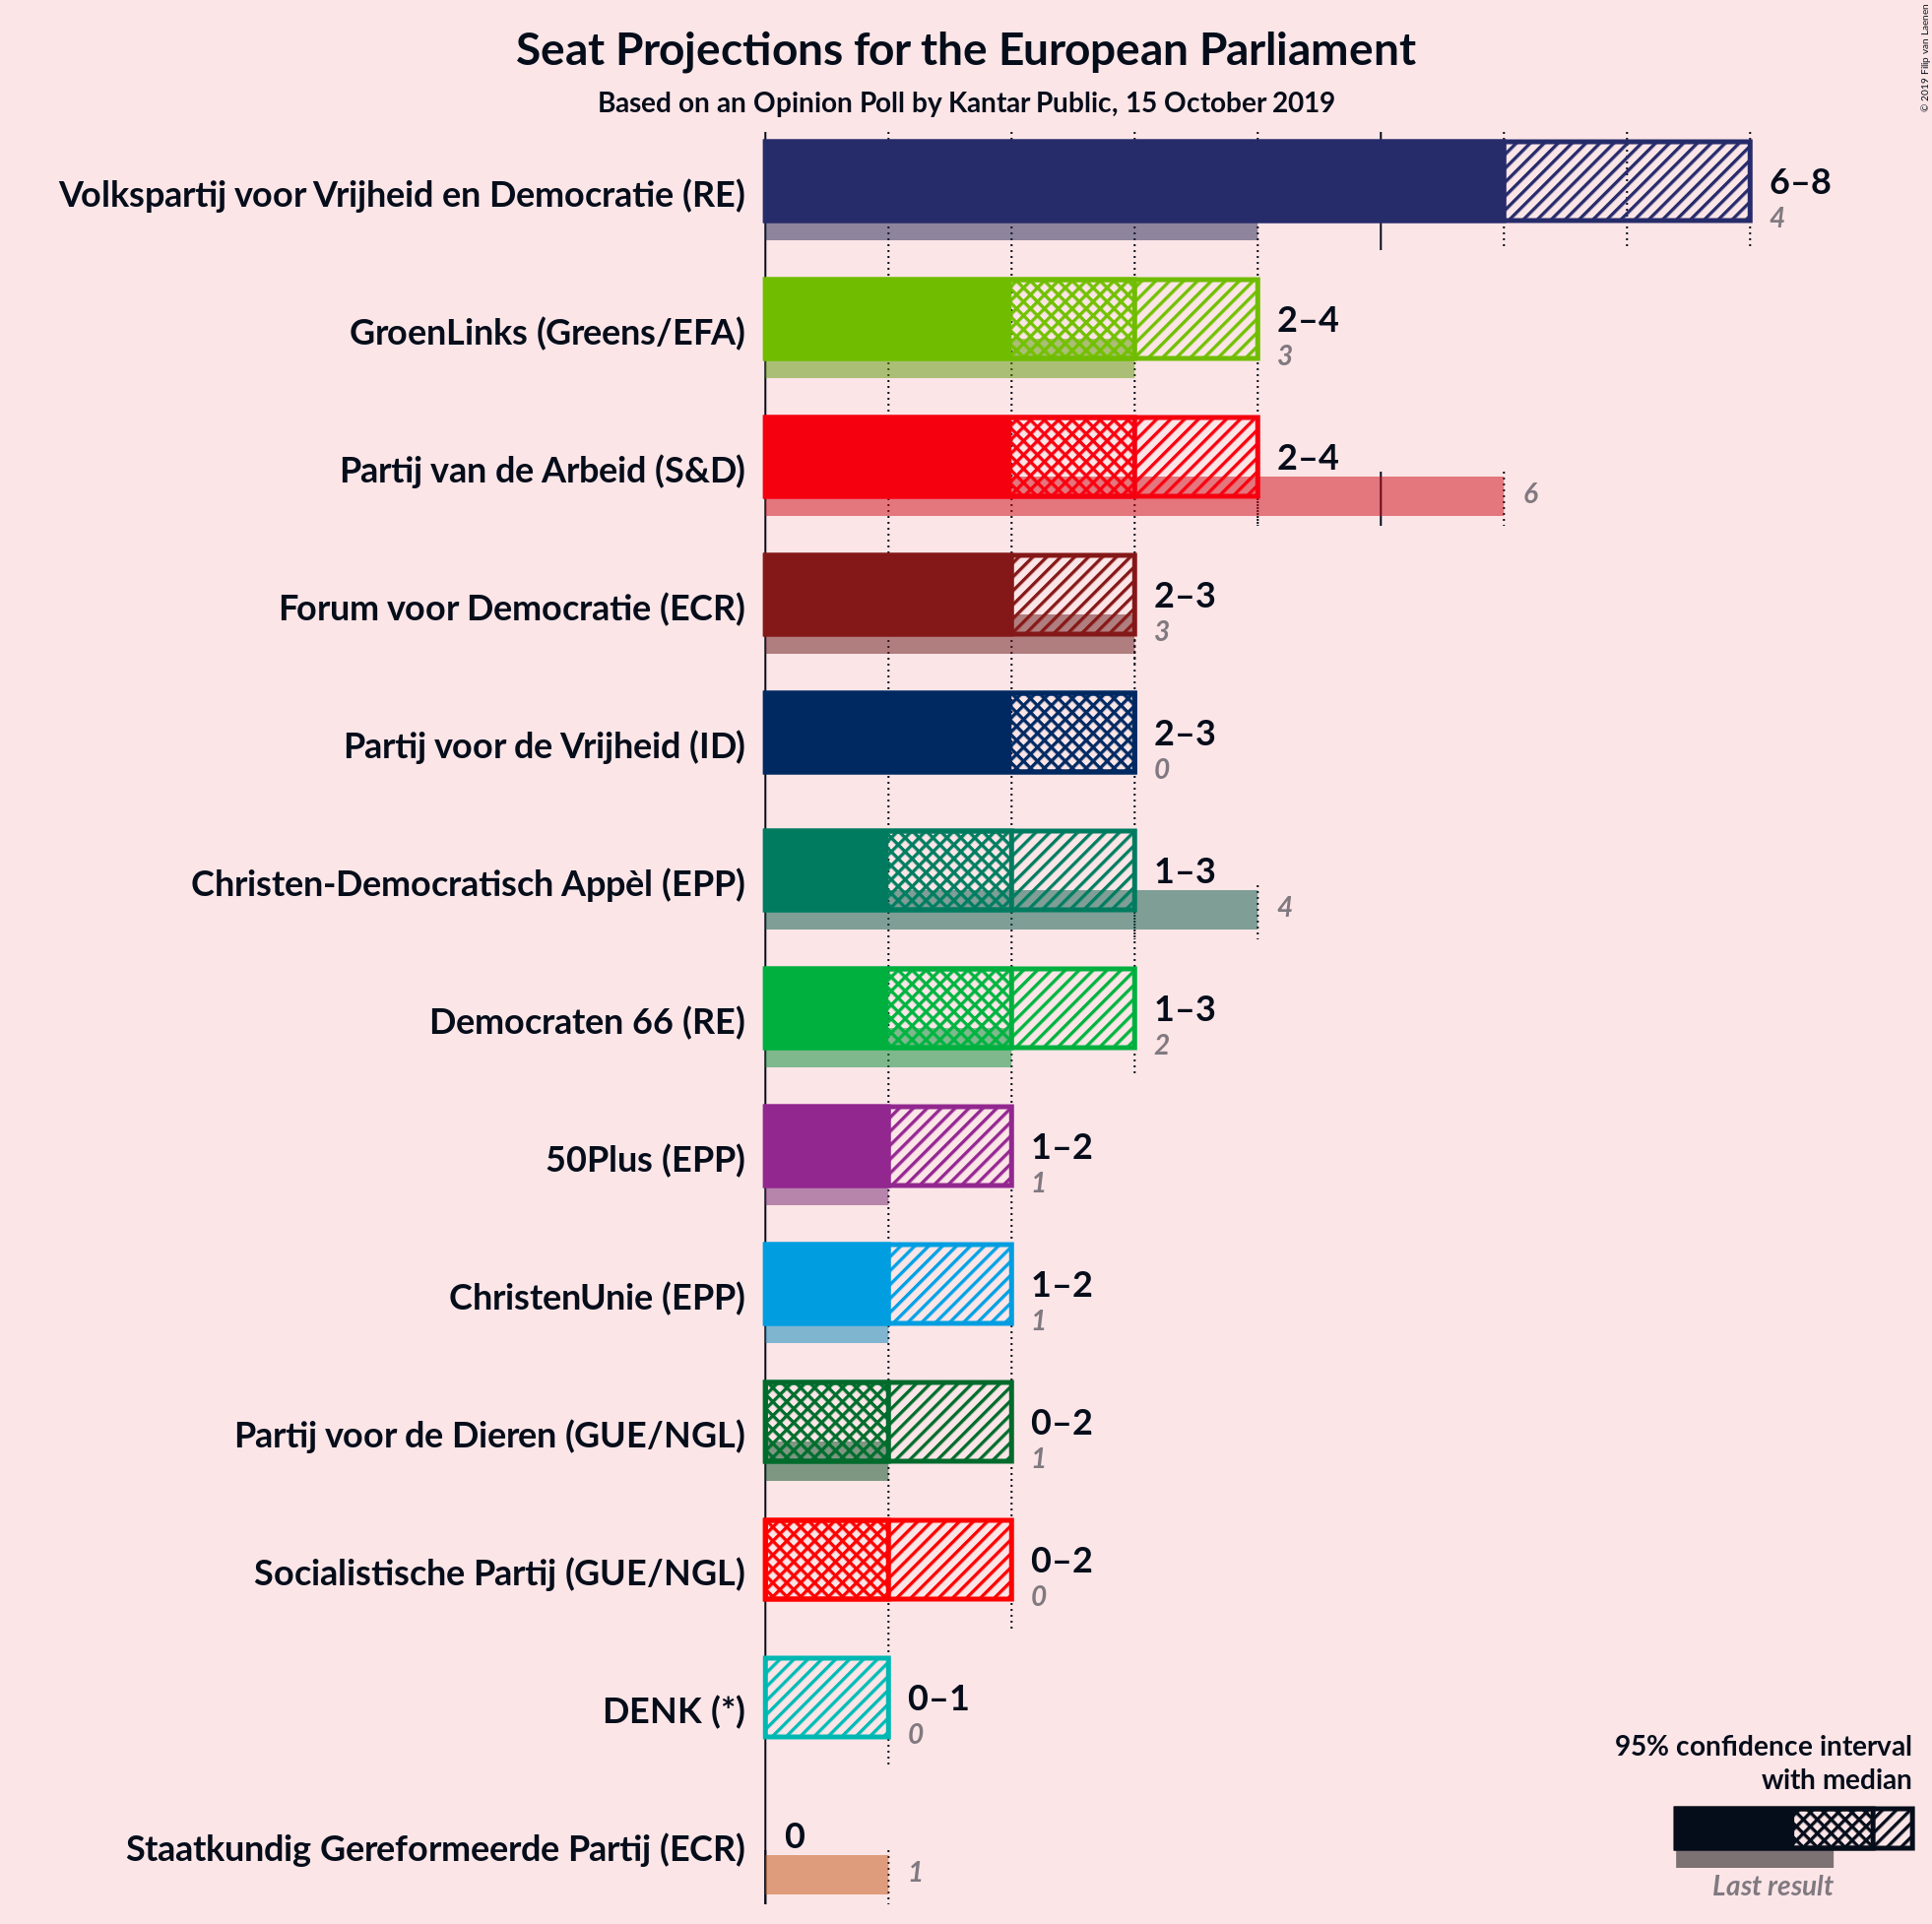 Seat Projections for the European Parliament
Based on an Opinion Poll by Kantar Public, 15 October 2019
© 2019 Filip van Laenen
Volkspartij voor Vrijheid en Democratie (RE)
6–8
4
GroenLinks (Greens/EFA)
2–4
3
Partij van de Arbeid (S&D)
2–4
6
Forum voor Democratie (ECR)
2–3
3
Partij voor de Vrijheid (ID)
2–3
0
Christen-Democratisch Appèl (EPP)
1–3
4
Democraten 66 (RE)
1–3
2
50Plus (EPP)
1–2
1
ChristenUnie (EPP)
1–2
1
Partij voor de Dieren (GUE/NGL)
0–2
1
Socialistische Partij (GUE/NGL)
0–2
0
DENK (*)
0–1
0
Staatkundig Gereformeerde Partij (ECR)
0
1
95% confidence interval
with median
Last result